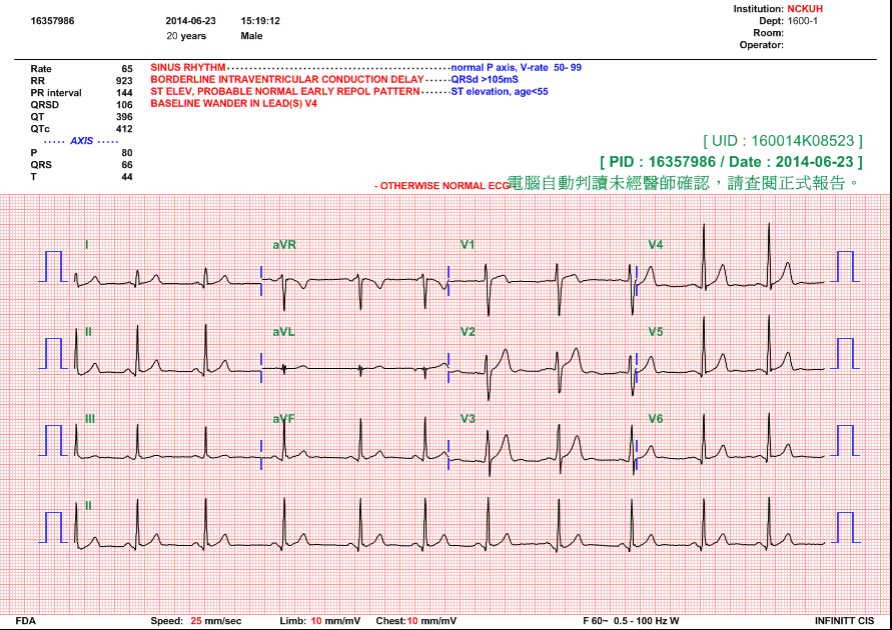 Institution: NCKUH
16357986 2014-06-23 15:19:12 Dept: 1600-1
20 years Male Room:
Operator:
Rate 65 SINUS RHYTHM normal P axis, V-rate 50- 99
RR 923 BORDERLINE INTRAVENTRICULAR CONDUCTION DELAY QRSd >105mS
PR interval 144 ST ELEV, PROBABLE NORMAL EARLY REPOL PATTERN ST elevation, age<55
QRSD 106 BASELINE WANDER IN LEAD(S) V4
QT 396
QTc 412
····· AXIS ·····
P 80
QRS 66
T 44
[ UID : 160014K08523 ]
[ PID : 16357986 / Date : 2014-06-23 ]
- OTHERWISE NORMAL ECG 電腦自動判讀未經醫師確認，請查閱正式報告。
I aVR V1 V4
II aVL V2 V5
III aVF V3 V6
II
FDA Speed: 25 mm/sec Limb: 10 mm/mV Chest: 10 mm/mV F 60~ 0.5 - 100 Hz W INFINITT CIS